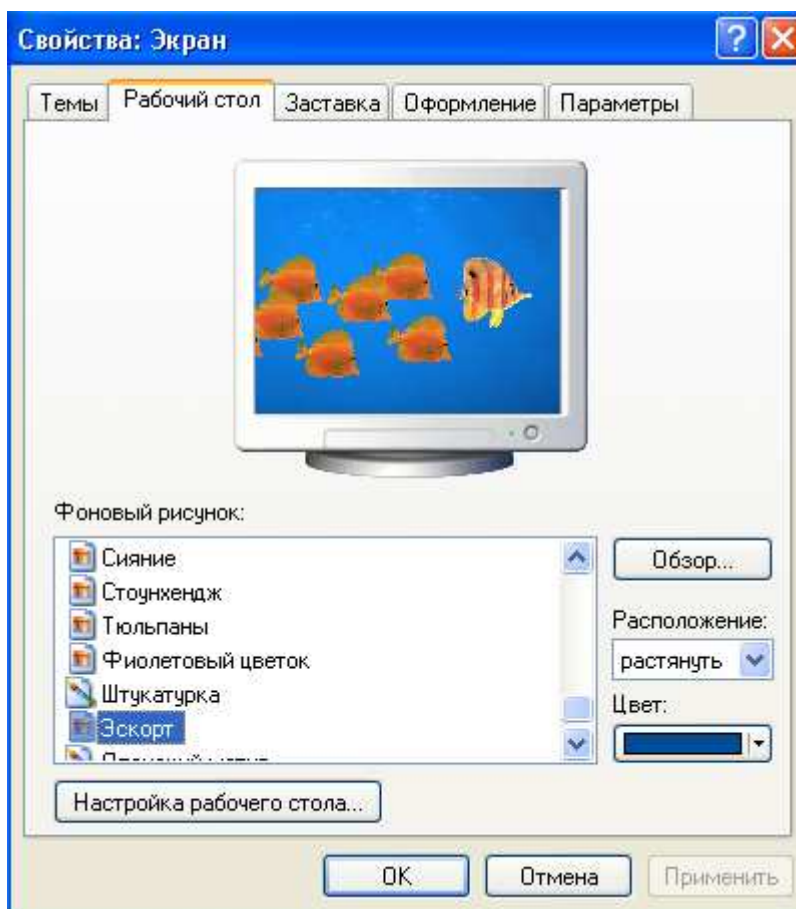 Свойства: Экран
Темы Рабочий стол Заставка Оформление Параметры
Фоновый рисунок:
Сияние
Стоунхендж
Тюльпаны
Фиолетовый цветок
Штукатурка
Эскорт
Обзор...
Расположение:
растянуть
Цвет:
Настройка рабочего стола...
ОК Отмена Применить